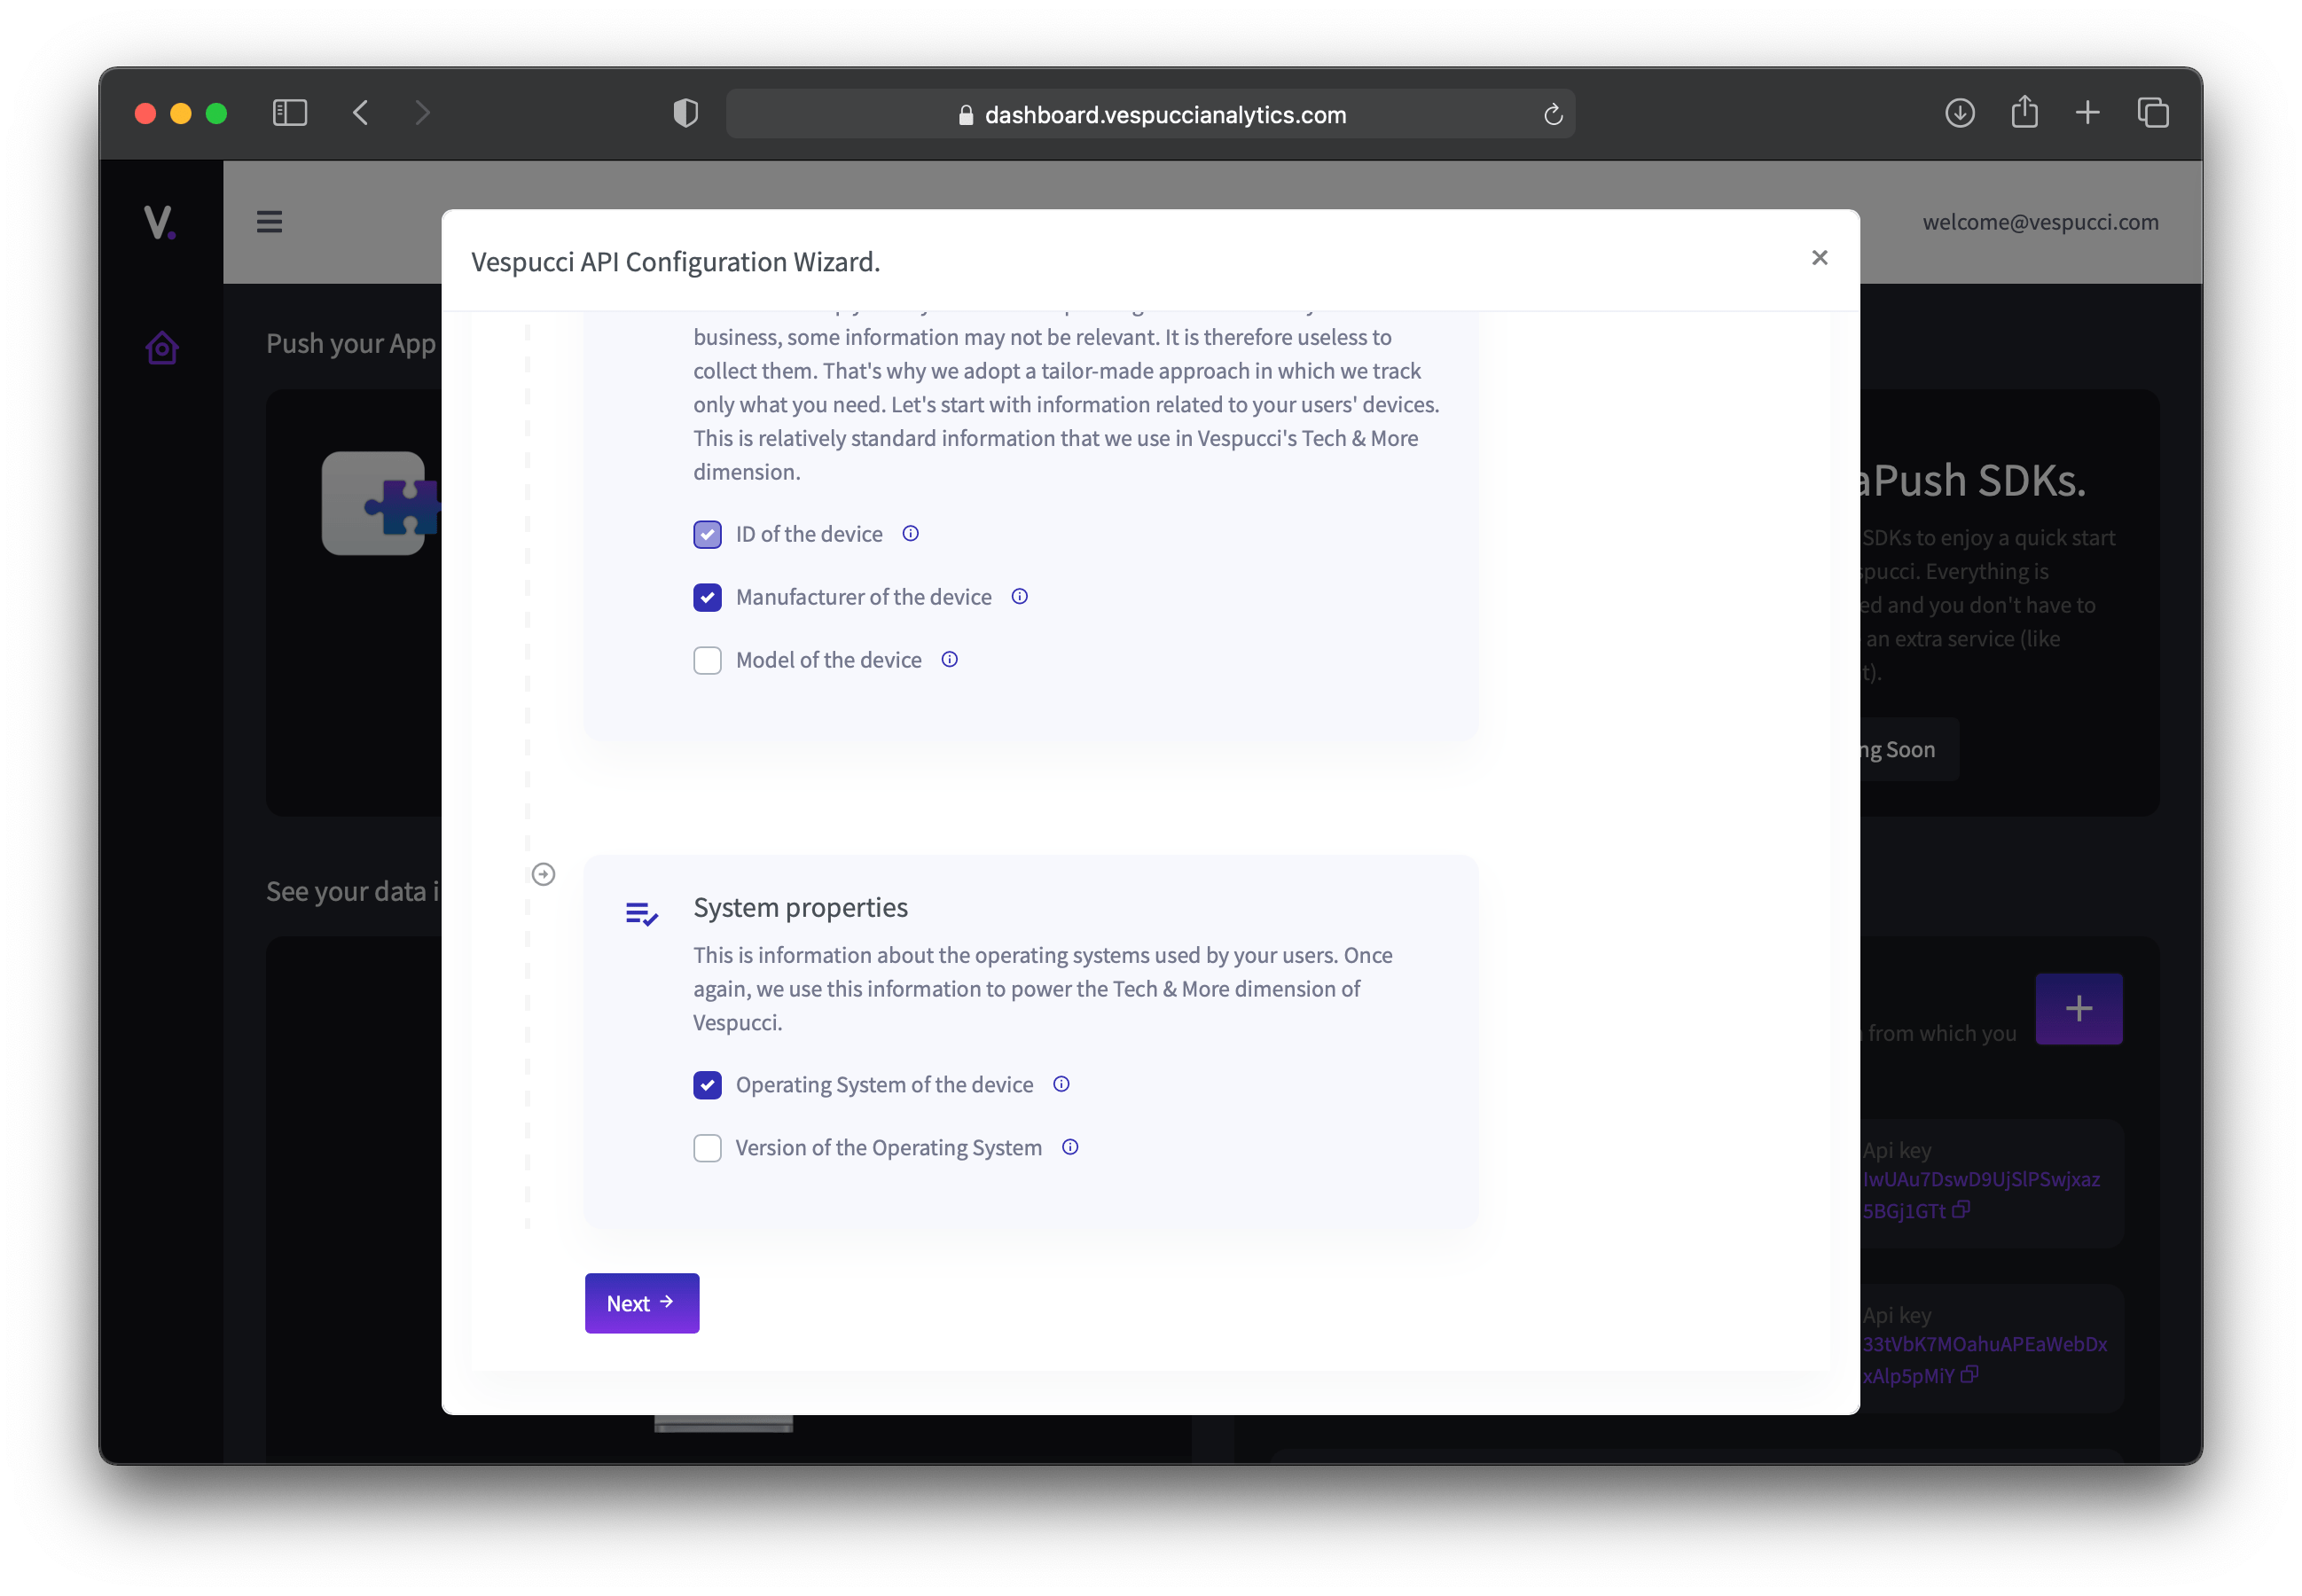 dashboard.vespuccianalytics.com
V.
welcome@vespucci.com
Vespucci API Configuration Wizard.
business, some information may not be relevant. It is therefore useless to
collect them. That's why we adopt a tailor-made approach in which we track
only what you need. Let's start with information related to your users' devices.
This is relatively standard information that we use in Vespucci's Tech & More
dimension.
ID of the device
Manufacturer of the device
Model of the device
System properties
This is information about the operating systems used by your users. Once
again, we use this information to power the Tech & More dimension of
Vespucci.
Operating System of the device
Version of the Operating System
Next
Push your App
See your data i
aPush SDKs.
SDKs to enjoy a quick start
spucci. Everything is
ed and you don't have to
an extra service (like
t).
ng Soon
from which you
Api key
IwUAu7DswD9UjSlPSwjxaz
5BGj1GTt
Api key
33tVbK7MOahuAPEaWebDx
xAlp5pMiY